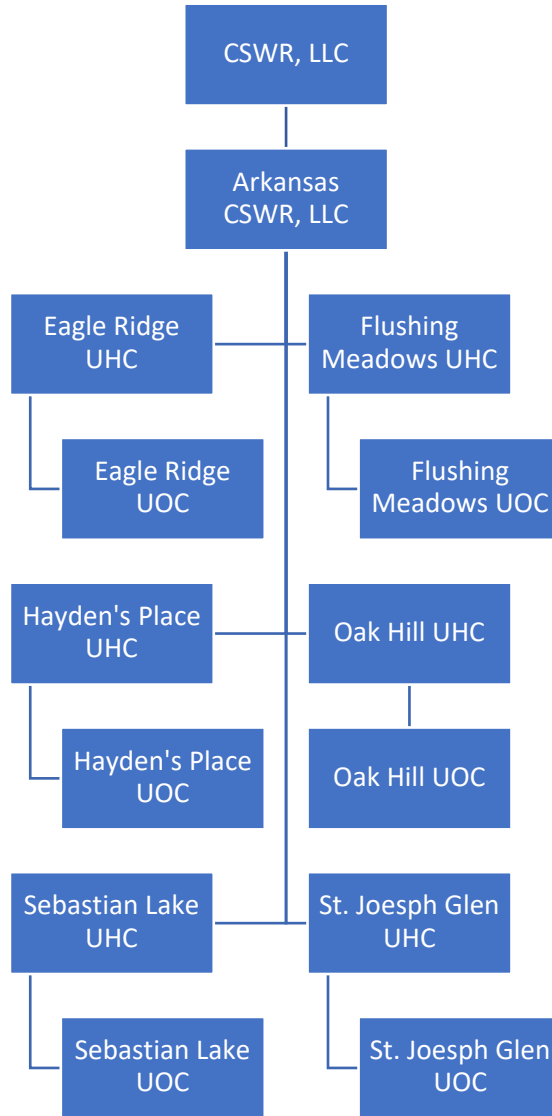 CSWR, LLC
Arkansas
CSWR, LLC
Eagle Ridge
UHC
Flushing
Meadows UHC
Eagle Ridge
UOC
Flushing
Meadows UOC
Hayden's Place
UHC
Oak Hill UHC
Hayden's Place
UOC
Oak Hill UOC
Sebastian Lake
UHC
St. Joesph Glen
UHC
Sebastian Lake
UOC
St. Joesph Glen
UOC